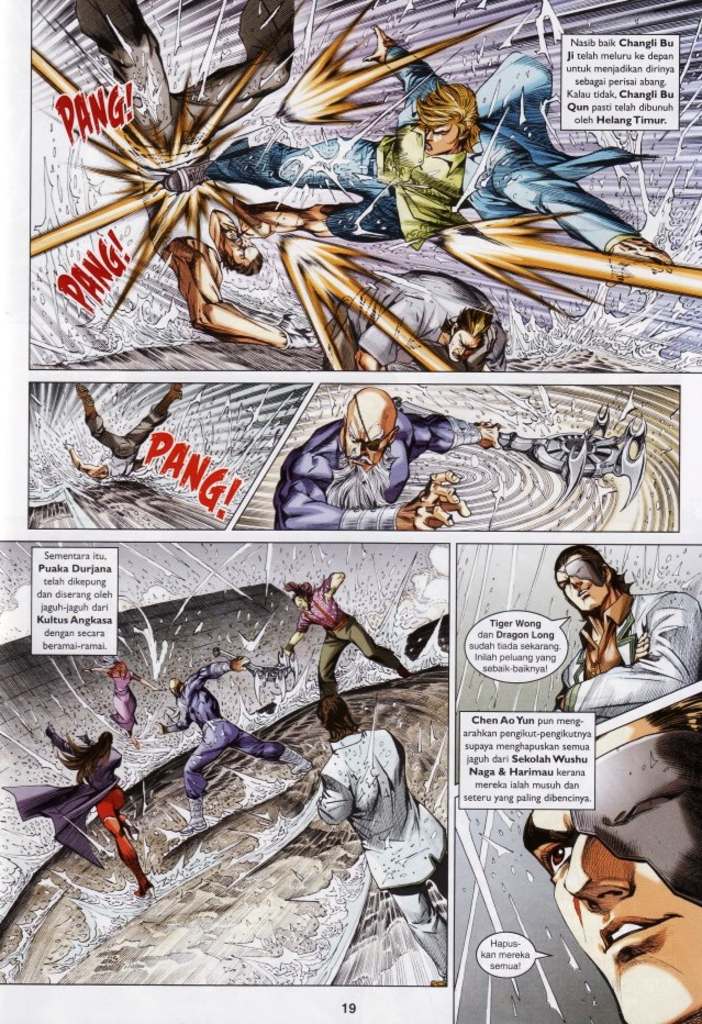 Nasib baik Changli Bu
Ji telah meluru ke depan
untuk menjadikan dirinya
sebagai perisai abang.
Kalau tidak, Changli Bu
Qun pasti telah dibunuh
oleh Helang Timur.
PANG!
PANG!
PANG!
Sementara itu,
Puaka Durjana
telah dikepung
dan diserang oleh
jaguh-jaguh dari
Kultus Angkasa
dengan secara
beramai-ramai.
Tiger Wong
dan Dragon Long
sudah tiada sekarang.
Inilah peluang yang
sebaik-baiknya!
Chen Ao Yun pun meng-
arahkan pengikut-pengikutnya
supaya menghapuskan semua
jaguh dari Sekolah Wushu
Naga & Harimau kerana
mereka ialah musuh dan
seteru yang paling dibencinya.
Hapus-
kan mereka
semua!
19